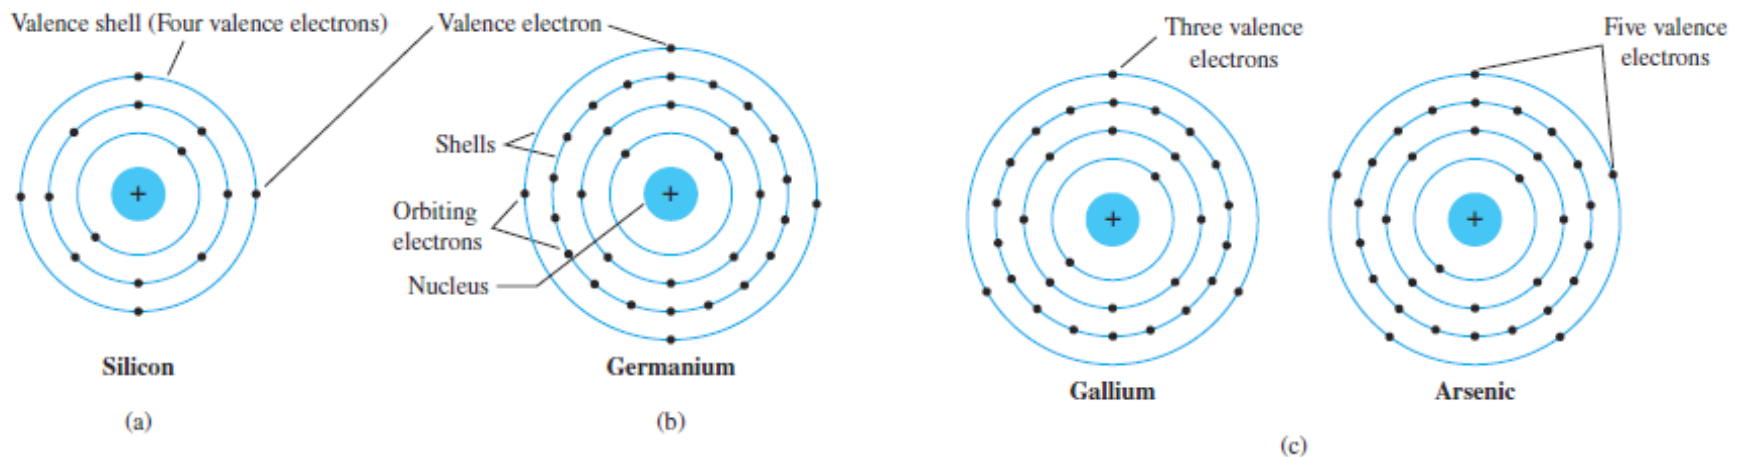 Valence shell (Four valence electrons)
Valence electron
Three valence
electrons
Five valence
electrons
Shells
Orbiting
electrons
Nucleus
+
+
+
+
Silicon
Germanium
Gallium
Arsenic
(a)
(b)
(c)